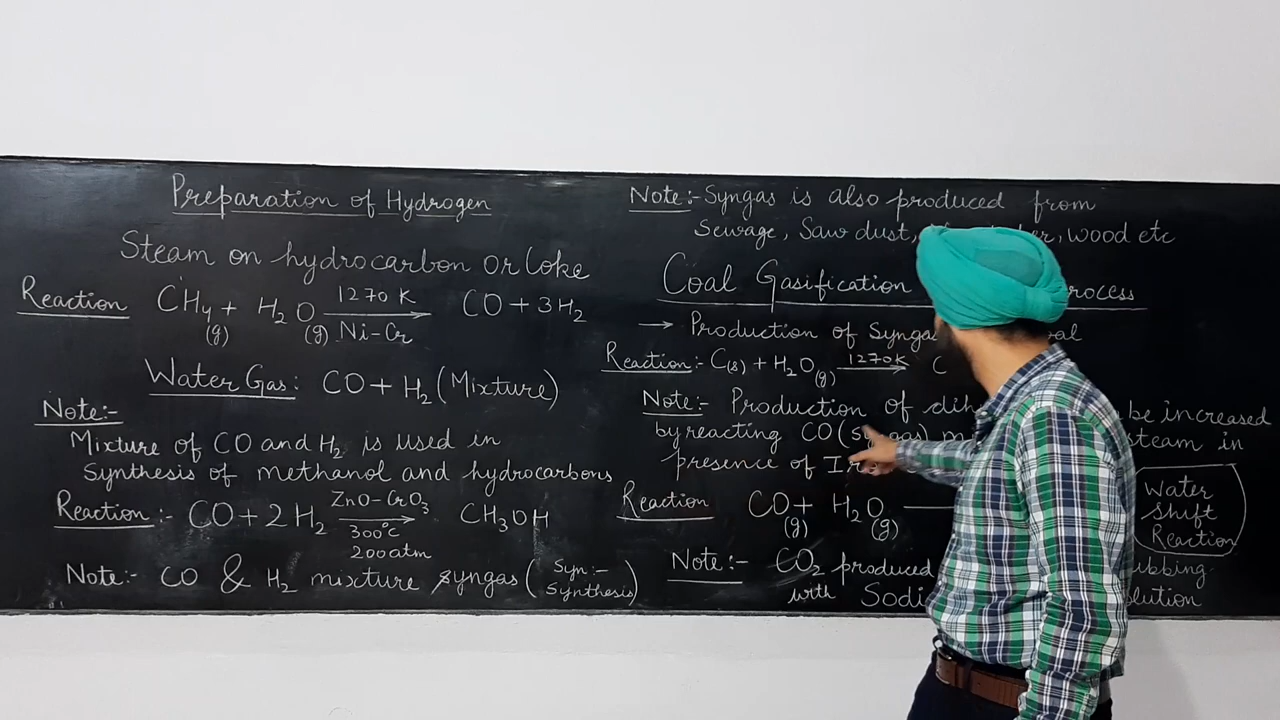 Preparation of Hydrogen
Steam on hydrocarbon or Coke
Reaction CH4(g) + H2O(g) 1270 K Ni-Cr → CO + 3H2
Water Gas: CO + H2 (Mixture)
Note:-
Mixture of CO and H2 is used in
Synthesis of methanol and hydrocarbons
Reaction:- CO + 2H2 ZnO-CrO3 → 300°C 200atm CH3OH
Note:- CO & H2 mixture syngas (Syn:- Synthesis)
Note:- Syngas is also produced from
Sewage, Saw dust, wood etc
Coal Gasification
→ Production of
Reaction:- C(s) + H2O(g) 1270K → C
Note:- Production of be increased
by reacting CO ( steam in
presence of
Reaction CO(g) + H2O(g)
Water
Shift
Reaction
Note:- CO2 produced
with